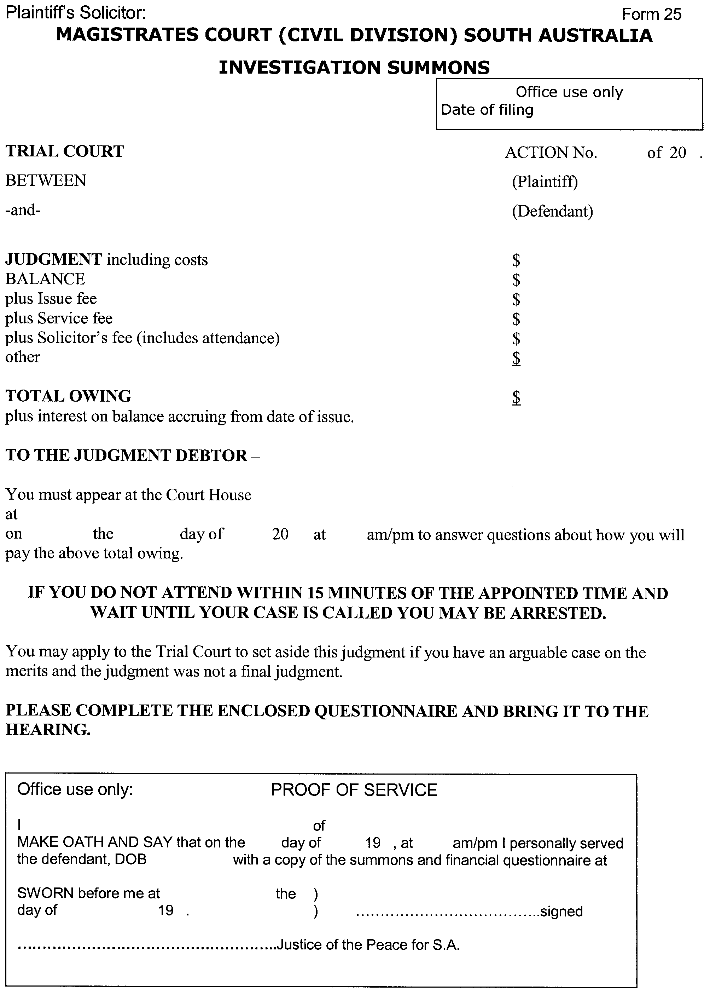 Plaintiff's Solicitor: Form 25
MAGISTRATES COURT (CIVIL DIVISION) SOUTH AUSTRALIA
INVESTIGATION SUMMONS
Office use only
Date of filing
TRIAL COURT ACTION No. of 20 .
BETWEEN (Plaintiff)
-and- (Defendant)
JUDGMENT including costs $
BALANCE $
plus Issue fee $
plus Service fee $
plus Solicitor's fee (includes attendance) $
other $
TOTAL OWING $
plus interest on balance accruing from date of issue.
TO THE JUDGMENT DEBTOR –
You must appear at the Court House
at
on the day of 20 at am/pm to answer questions about how you will
pay the above total owing.
IF YOU DO NOT ATTEND WITHIN 15 MINUTES OF THE APPOINTED TIME AND
WAIT UNTIL YOUR CASE IS CALLED YOU MAY BE ARRESTED.
You may apply to the Trial Court to set aside this judgment if you have an arguable case on the
merits and the judgment was not a final judgment.
PLEASE COMPLETE THE ENCLOSED QUESTIONNAIRE AND BRING IT TO THE
HEARING.
Office use only: PROOF OF SERVICE
I of
MAKE OATH AND SAY that on the day of 19 , at am/pm I personally served
the defendant, DOB with a copy of the summons and financial questionnaire at
SWORN before me at the )
day of 19 . ) ......................................signed
....................................................Justice of the Peace for S.A.